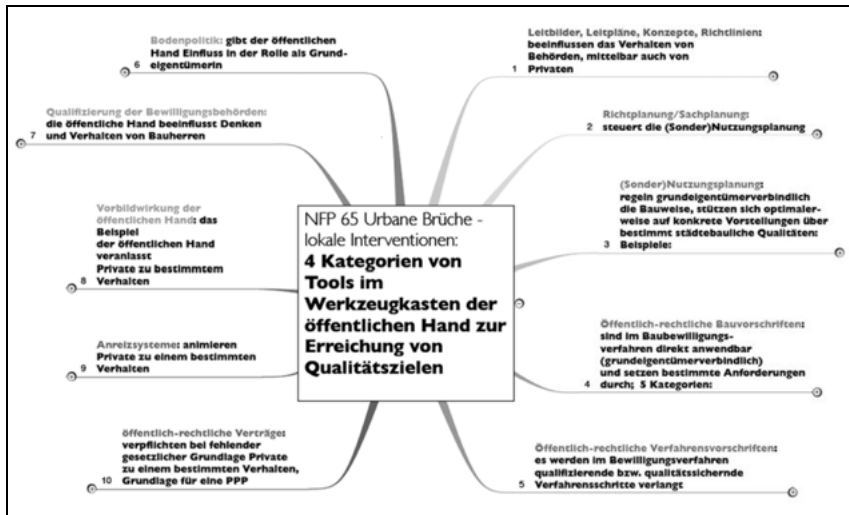 NFP 65 Urbane Brüche -
lokale Interventionen:
4 Kategorien von
Tools im
Werkzeugkasten der
öffentlichen Hand zur
Erreichung von
Qualitätszielen
Leitbilder, Leitpläne, Konzepte, Richtlinien:
beeinflussen das Verhalten von
Behörden, mittelbar auch von
1 Privaten
Richtplanung/Sachplanung:
2 steuert die (Sonder)Nutzungsplanung
(Sonder)Nutzungsplanung:
regeln grundeigentümerverbindlich
die Bauweise, stützen sich optimaler-
weise auf konkrete Vorstellungen über
bestimmt städtebauliche Qualitäten:
3 Beispiele:
Öffentlich-rechtliche Bauvorschriften:
sind im Baubewilligungs-
verfahren direkt anwendbar
(grundeigentümerverbindlich)
und setzen bestimmte Anforderungen
4 durch; 5 Kategorien:
Öffentlich-rechtliche Verfahrensvorschriften:
es werden im Bewilligungsverfahren
qualifizierende bzw. qualitätssichernde
5 Verfahrensschritte verlangt
Bodenpolitik: gibt der öffentlichen
Hand Einfluss in der Rolle als Grund-
6 eigentümerin
Qualifizierung der Bewilligungsbehörden:
die öffentliche Hand beeinflusst Denken
7 und Verhalten von Bauherren
Vorbildwirkung der
öffentlichen Hand: das
Beispiel
der öffentlichen Hand
veranlasst
Private zu bestimmtem
8 Verhalten
Anreizsysteme: animieren
Private zu einem bestimmten
9 Verhalten
öffentlich-rechtliche Verträge:
verpflichten bei fehlender
gesetzlicher Grundlage Private
zu einem bestimmten Verhalten,
10 Grundlage für eine PPP